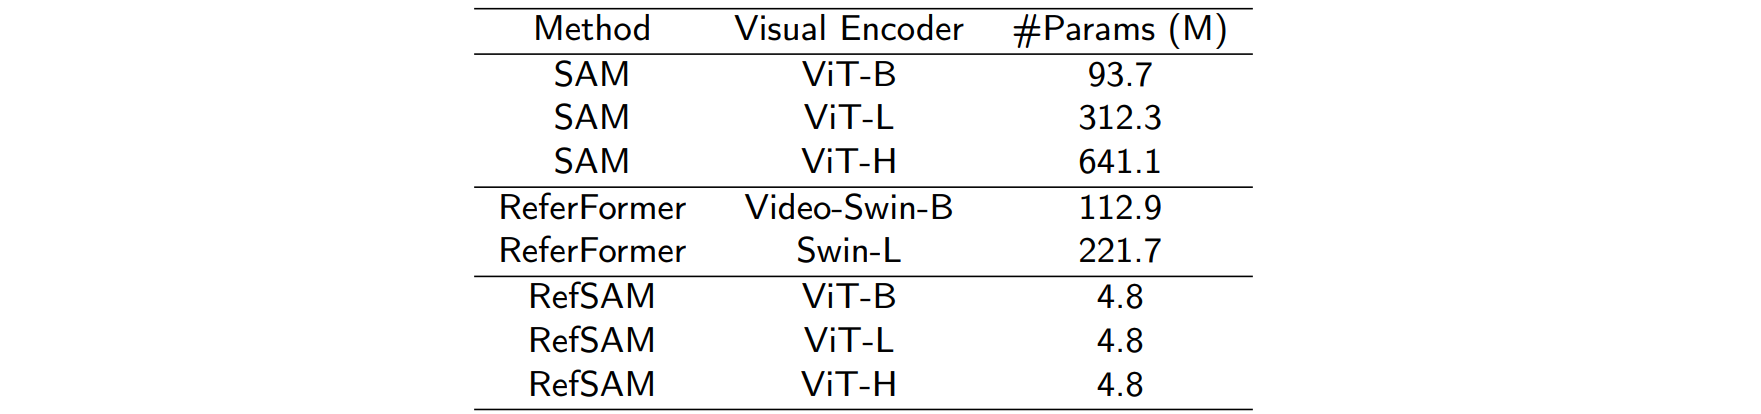 Method Visual Encoder #Params (M)
SAM ViT-B 93.7
SAM ViT-L 312.3
SAM ViT-H 641.1
ReferFormer Video-Swin-B 112.9
ReferFormer Swin-L 221.7
RefSAM ViT-B 4.8
RefSAM ViT-L 4.8
RefSAM ViT-H 4.8